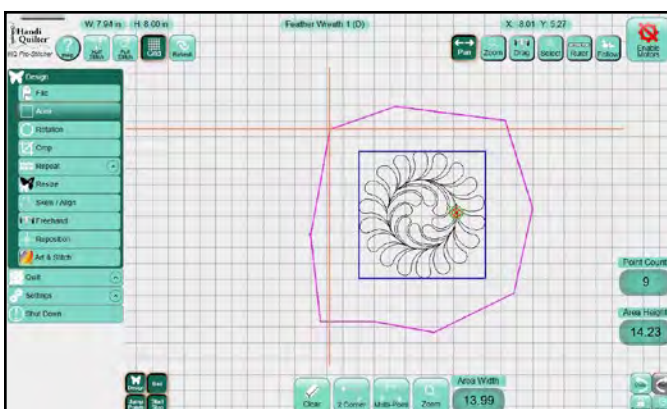 Handi
Quilter
HQ Pro-Stitcher
W: 7.94 in H: 8.00 in
Feather Wreath 1 (D)
X: 8.01 Y: 5.27
Grid
Pan
Zoom
Drag
Select
Ruler
Follow
Enable
Motors
Design
File
Area
Rotation
Crop
Repeat
Resize
Skew / Align
Freehand
Reposition
Art & Stitch
Quilt
Settings
Shut Down
Point Count
9
Area Height
14.23
Clear
2 Corner
Multi-Point
Zoom
Area Width
13.99